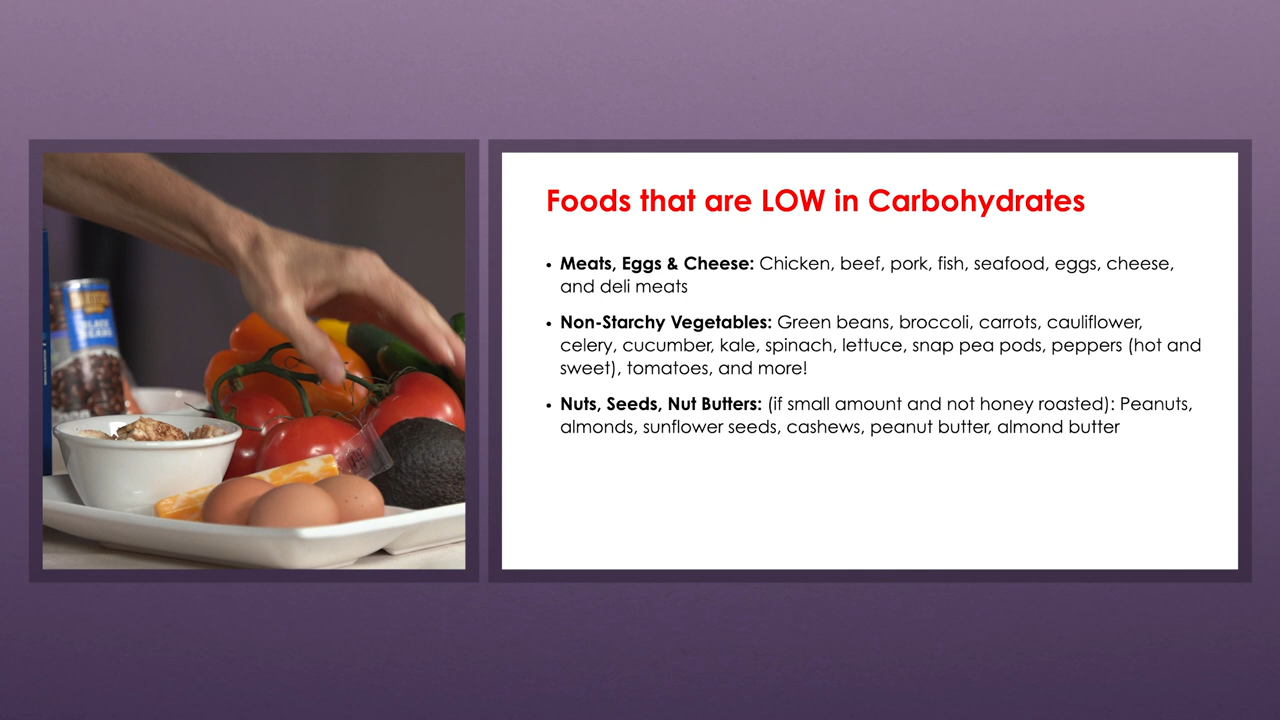 BLACK
BEANS
Foods that are LOW in Carbohydrates
• Meats, Eggs & Cheese: Chicken, beef, pork, fish, seafood, eggs, cheese,
and deli meats
• Non-Starchy Vegetables: Green beans, broccoli, carrots, cauliflower,
celery, cucumber, kale, spinach, lettuce, snap pea pods, peppers (hot and
sweet), tomatoes, and more!
• Nuts, Seeds, Nut Butters: (if small amount and not honey roasted): Peanuts,
almonds, sunflower seeds, cashews, peanut butter, almond butter